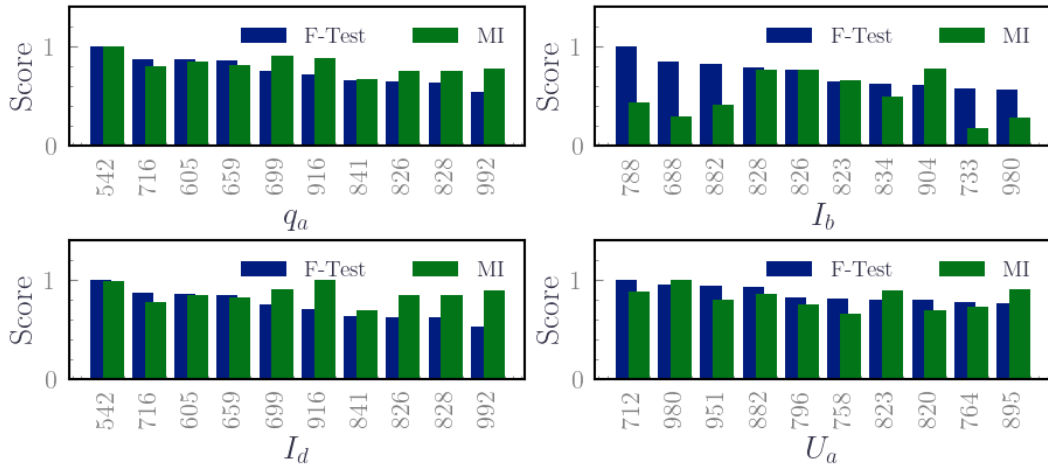 F-Test MI
Score
1
0
542 716 605 659 699 916 841 826 828 992
q_a
F-Test MI
Score
1
0
788 688 882 828 826 823 834 904 733 980
I_b
F-Test MI
Score
1
0
542 716 605 659 699 916 841 826 828 992
I_d
F-Test MI
Score
1
0
712 980 951 882 796 758 823 820 764 895
U_a